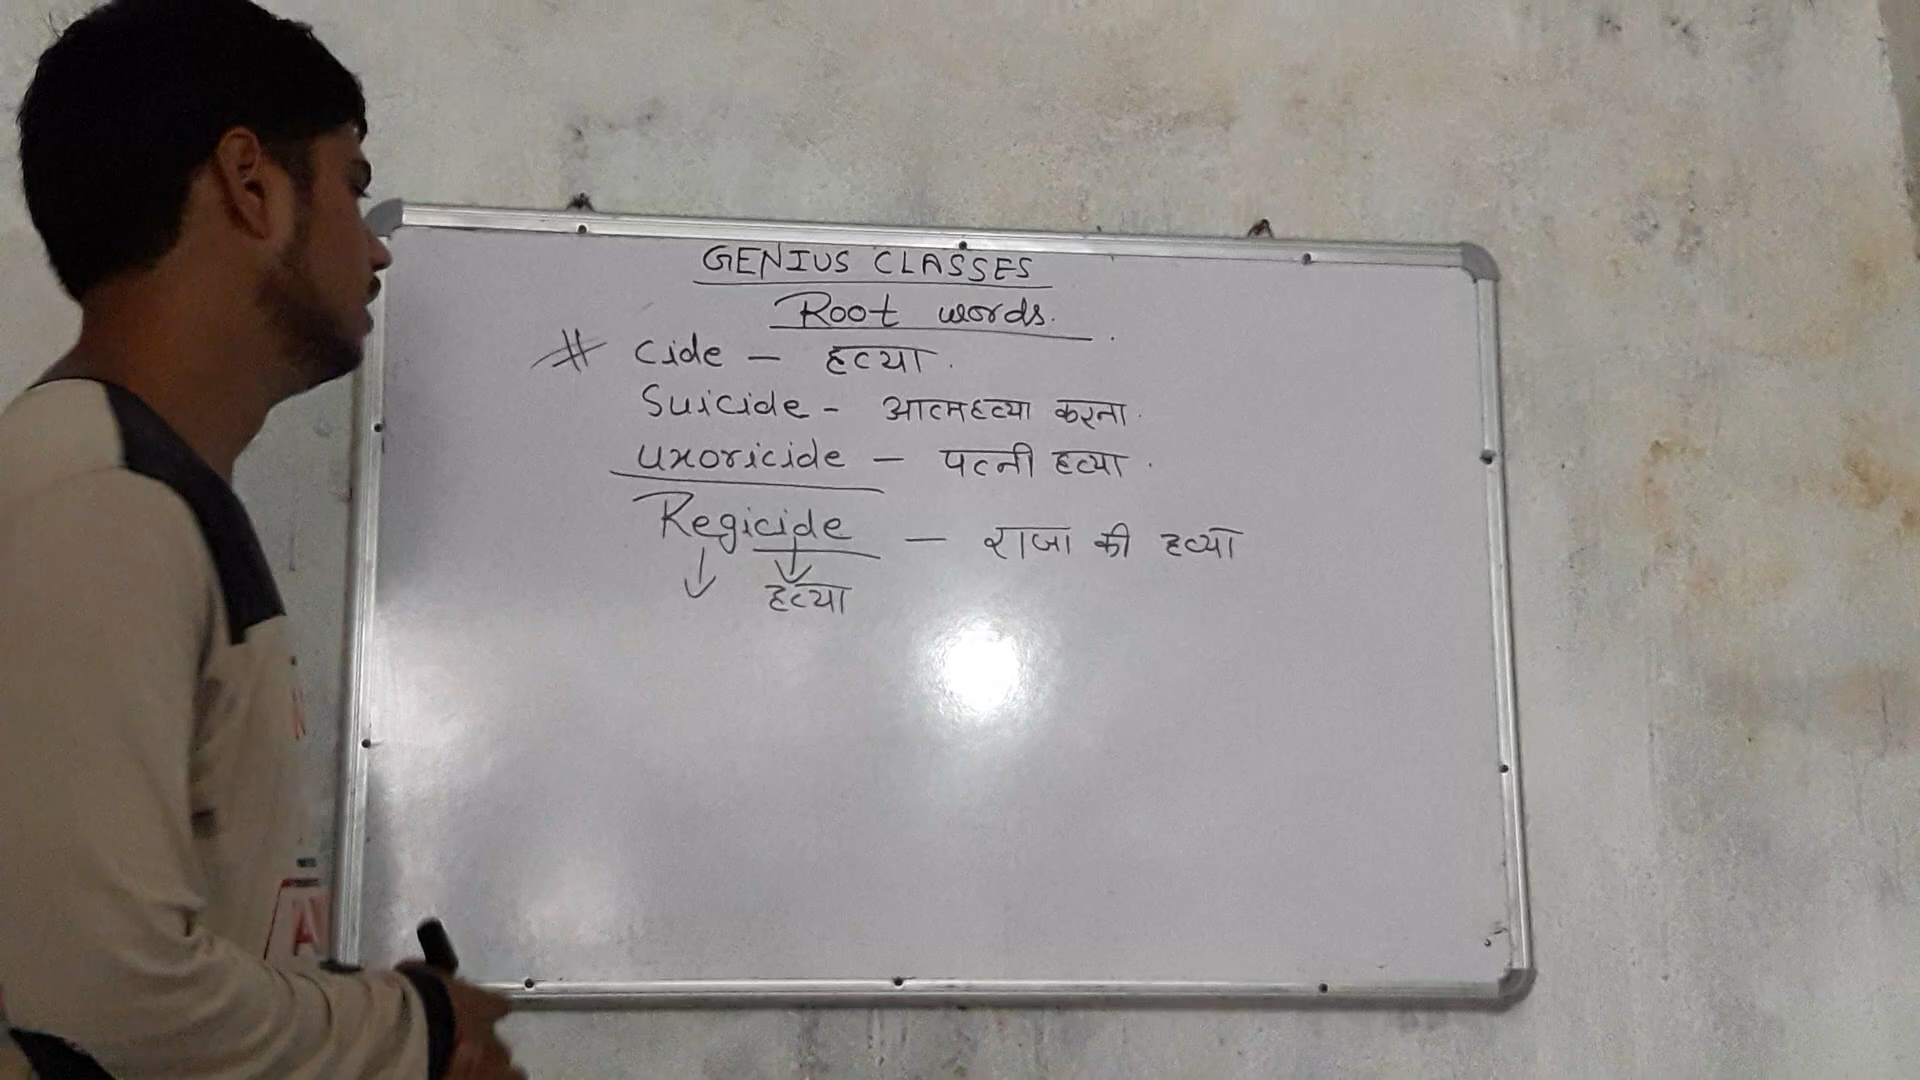 GENIUS CLASSES
Root words.
# Cide - हत्या.
Suicide - आत्महत्या करना.
uxoricide - पत्नी हत्या.
Regicide - राजा की हत्या
↓ ↓
हत्या
A